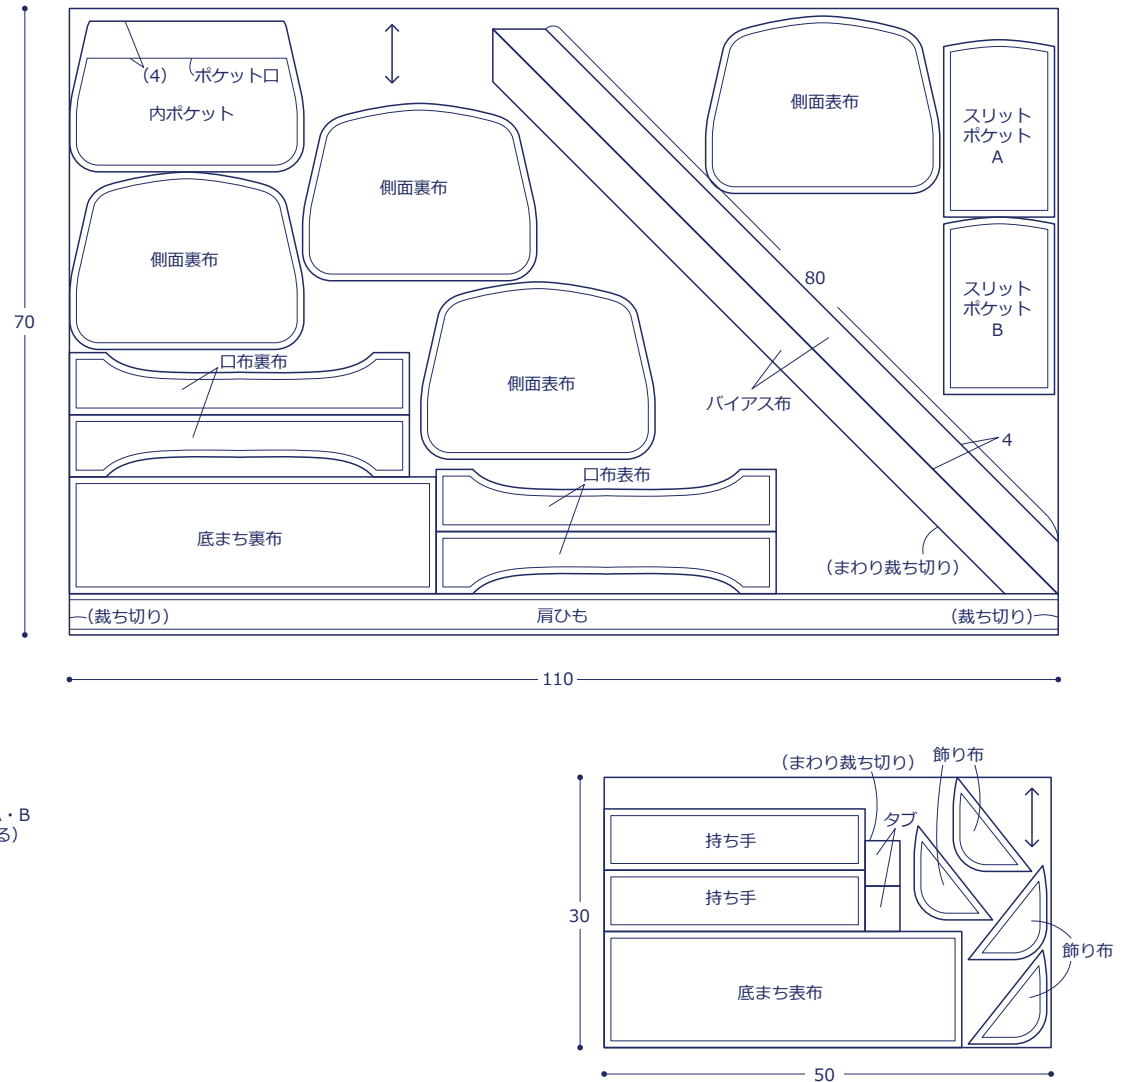 (4)
ポケット口
内ポケット
側面表布
スリット
ポケット
A
側面裏布
側面裏布
80
スリット
ポケット
B
70
口布裏布
側面表布
バイアス布
4
口布表布
底まち裏布
(まわり裁ち切り)
(裁ち切り)
肩ひも
(裁ち切り)
110
(まわり裁ち切り)
飾り布
・B
る)
タブ
持ち手
持ち手
30
飾り布
底まち表布
50